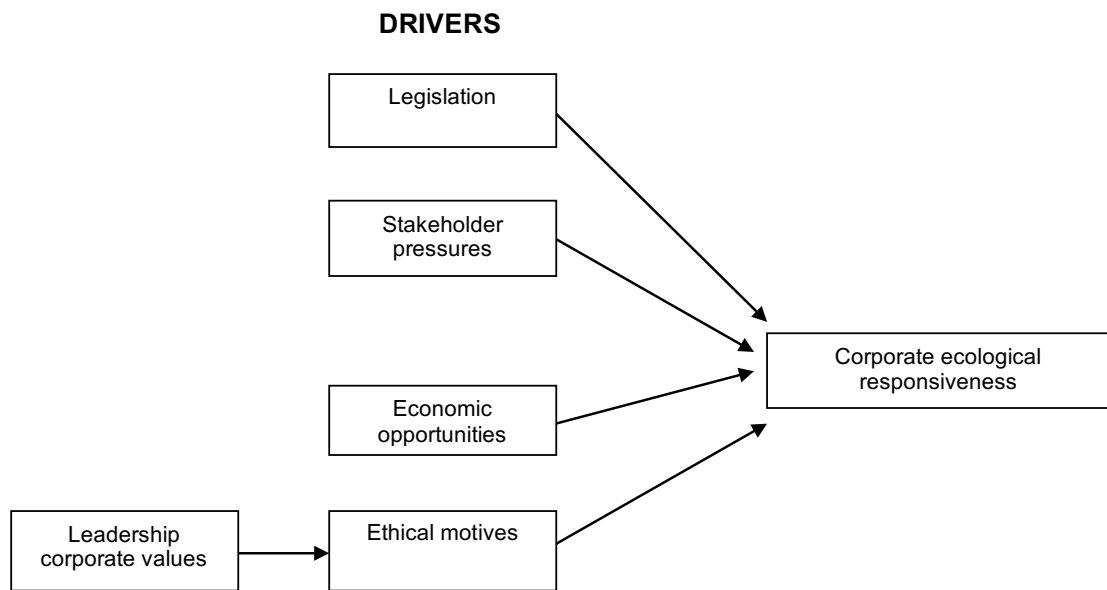 DRIVERS
Legislation
Stakeholder
pressures
Corporate ecological
responsiveness
Economic
opportunities
Leadership
corporate values
Ethical motives